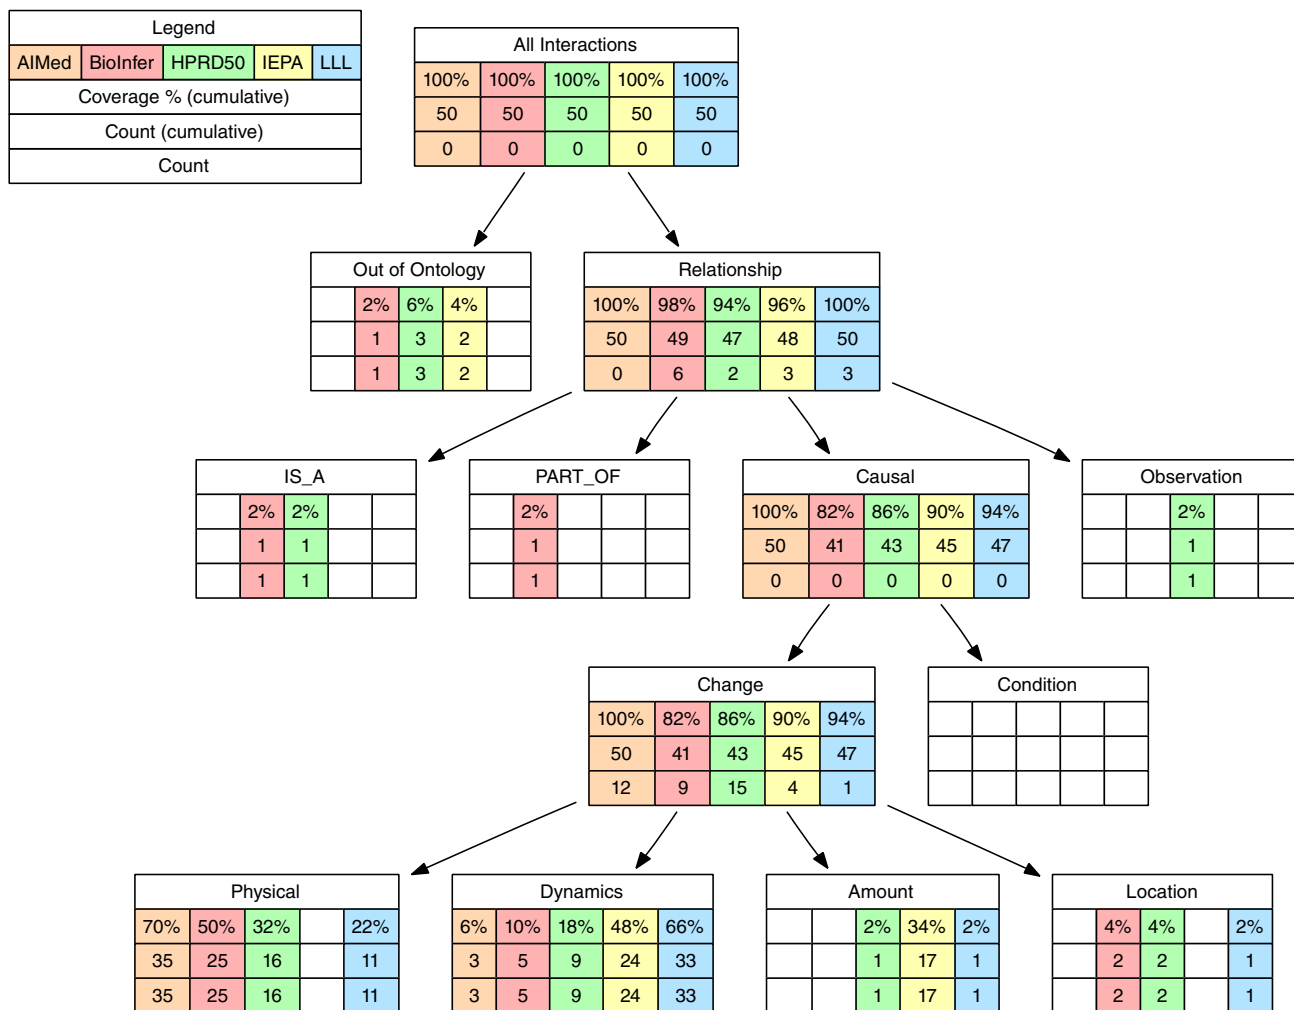 Legend
AIMed BioInfer HPRD50 IEPA LLL
Coverage % (cumulative)
Count (cumulative)
Count
All Interactions
100% 100% 100% 100% 100%
50 50 50 50 50
0 0 0 0 0
Out of Ontology
2% 6% 4%
1 3 2
1 3 2
Relationship
100% 98% 94% 96% 100%
50 49 47 48 50
0 6 2 3 3
IS_A
2% 2%
1 1
1 1
PART_OF
2%
1
1
Causal
100% 82% 86% 90% 94%
50 41 43 45 47
0 0 0 0 0
Observation
2%
1
1
Change
100% 82% 86% 90% 94%
50 41 43 45 47
12 9 15 4 1
Condition
Physical
70% 50% 32% 22%
35 25 16 11
35 25 16 11
Dynamics
6% 10% 18% 48% 66%
3 5 9 24 33
3 5 9 24 33
Amount
2% 34% 2%
1 17 1
1 17 1
Location
4% 4% 2%
2 2 1
2 2 1